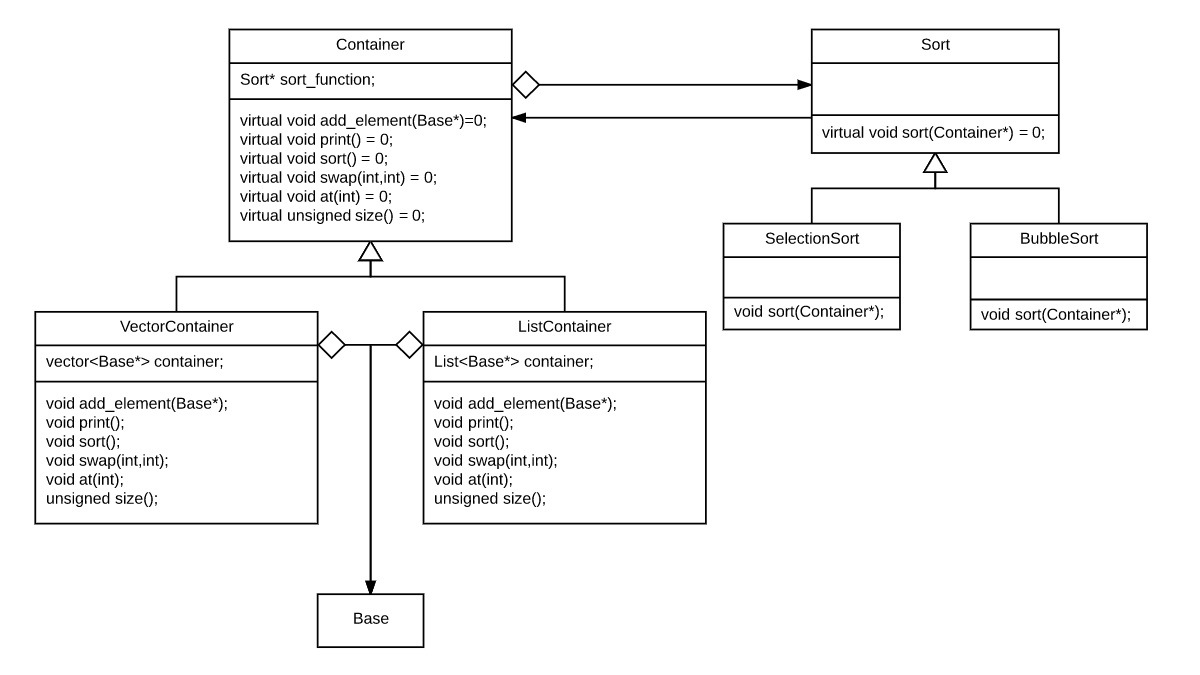 Container
Sort* sort_function;
virtual void add_element(Base*)=0;
virtual void print() = 0;
virtual void sort() = 0;
virtual void swap(int,int) = 0;
virtual void at(int) = 0;
virtual unsigned size() = 0;
Sort
virtual void sort(Container*) = 0;
SelectionSort
void sort(Container*);
BubbleSort
void sort(Container*);
VectorContainer
vector<Base*> container;
void add_element(Base*);
void print();
void sort();
void swap(int,int);
void at(int);
unsigned size();
ListContainer
List<Base*> container;
void add_element(Base*);
void print();
void sort();
void swap(int,int);
void at(int);
unsigned size();
Base